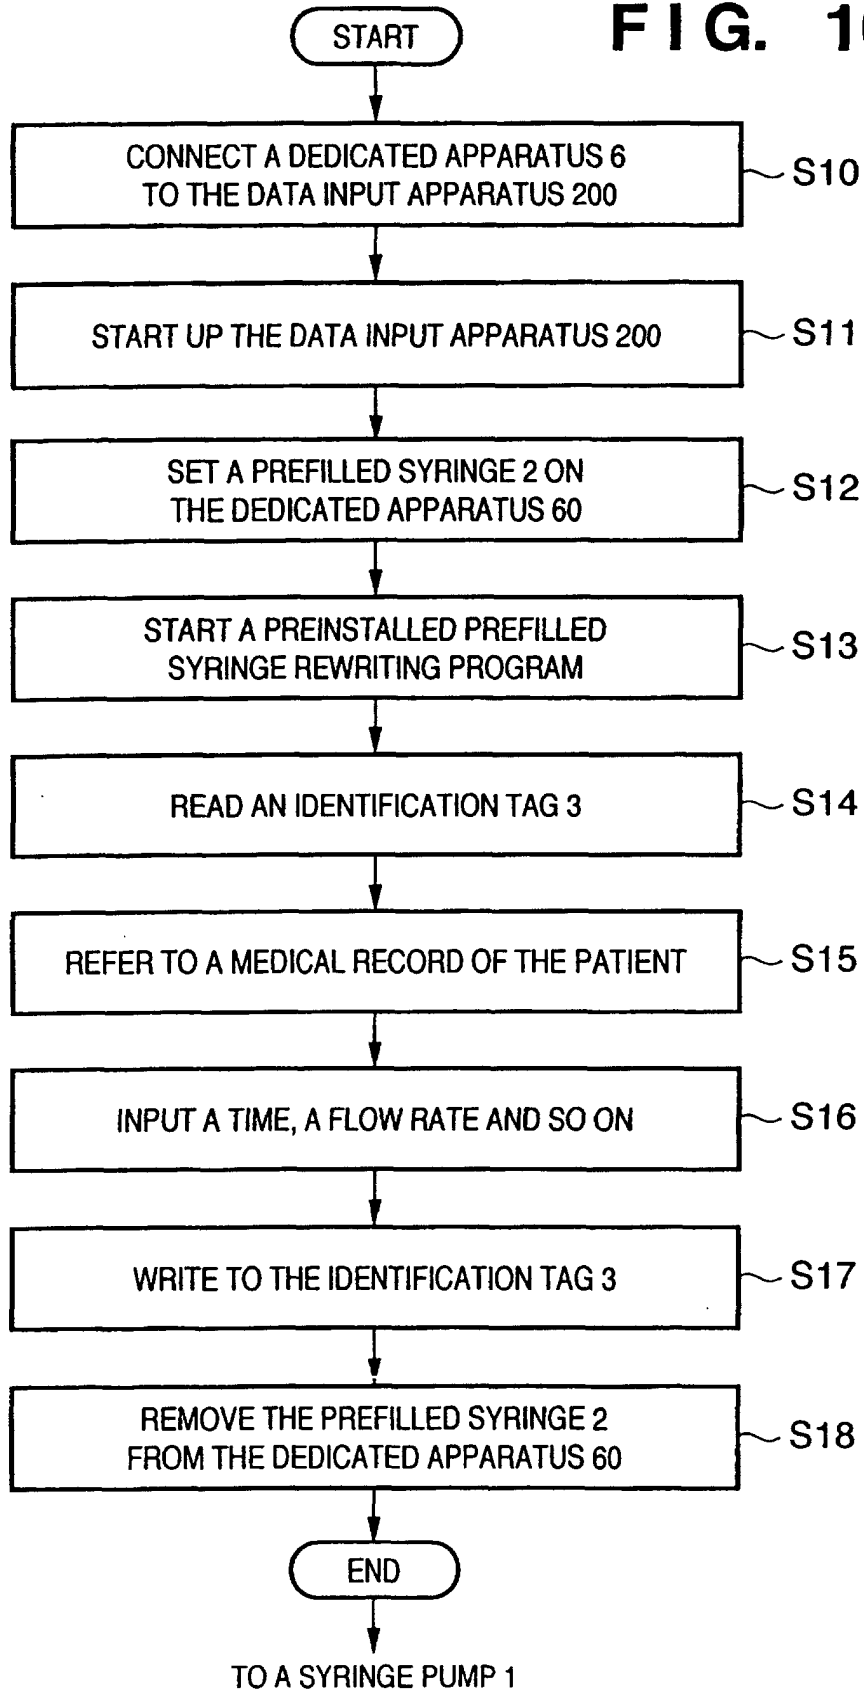 START
FIG. 10
CONNECT A DEDICATED APPARATUS 6
TO THE DATA INPUT APPARATUS 200
S10
START UP THE DATA INPUT APPARATUS 200
S11
SET A PREFILLED SYRINGE 2 ON
THE DEDICATED APPARATUS 60
S12
START A PREINSTALLED PREFILLED
SYRINGE REWRITING PROGRAM
S13
READ AN IDENTIFICATION TAG 3
S14
REFER TO A MEDICAL RECORD OF THE PATIENT
S15
INPUT A TIME, A FLOW RATE AND SO ON
S16
WRITE TO THE IDENTIFICATION TAG 3
S17
REMOVE THE PREFILLED SYRINGE 2
FROM THE DEDICATED APPARATUS 60
S18
END
TO A SYRINGE PUMP 1